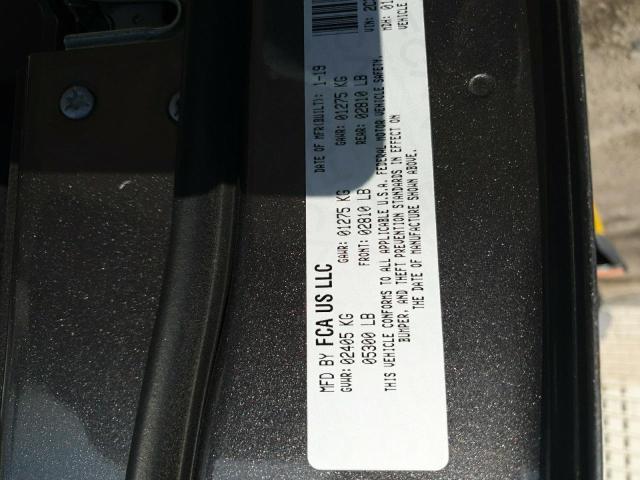 MFD BY FCA US LLC DATE OF MFR(BUILT): 1-19
GVWR: 02405 KG GAWR: 01275 KG GAWR: 01275 KG
05300 LB FRONT: 02810 LB REAR: 02810 LB
THIS VEHICLE CONFORMS TO ALL APPLICABLE U.S.A. FEDERAL MOTOR VEHICLE SAFETY,
BUMPER, AND THEFT PREVENTION STANDARDS IN EFFECT ON
THE DATE OF MANUFACTURE SHOWN ABOVE.
VIN:
MDH:
VEHICLE